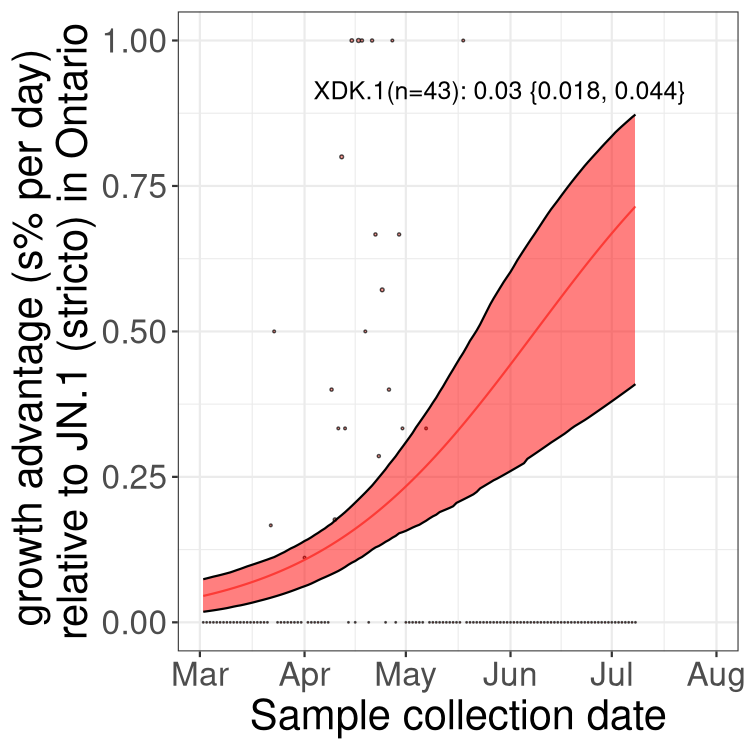 growth advantage (s% per day)
relative to JN.1 (stricto) in Ontario
1.00
0.75
0.50
0.25
0.00
XDK.1(n=43): 0.03 {0.018, 0.044}
Mar Apr May Jun Jul Aug
Sample collection date